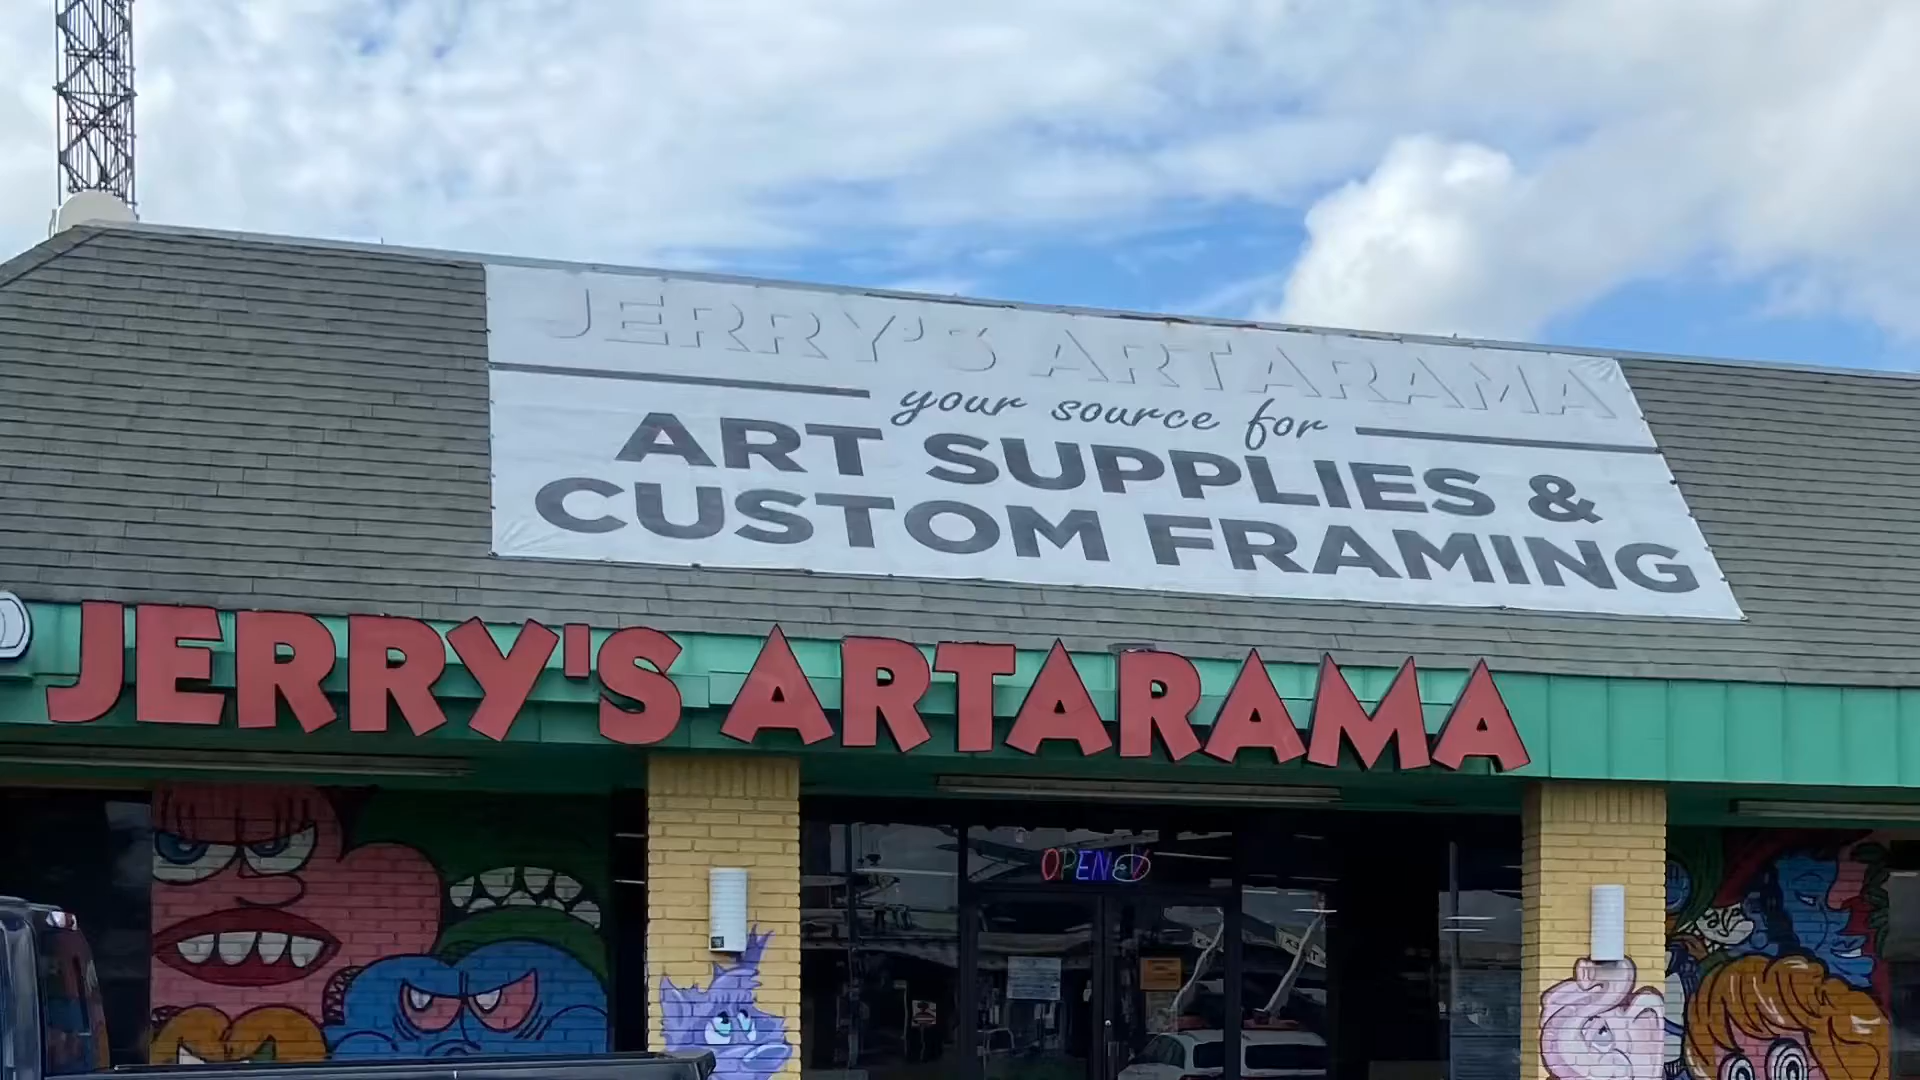 JERRY'S ARTARAMA
your source for
ART SUPPLIES &
CUSTOM FRAMING
JERRY'S ARTARAMA
OPEN